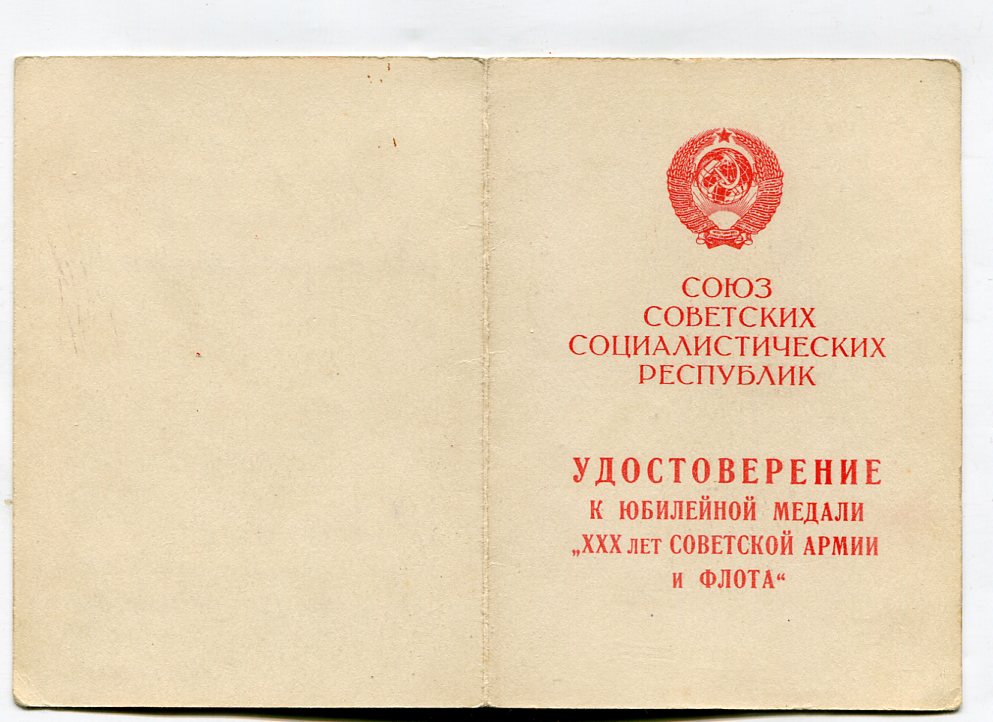 СОЮЗ
СОВЕТСКИХ
СОЦИАЛИСТИЧЕСКИХ
РЕСПУБЛИК
УДОСТОВЕРЕНИЕ
К ЮБИЛЕЙНОЙ МЕДАЛИ
„XXX лет СОВЕТСКОЙ АРМИИ
и ФЛОТА“